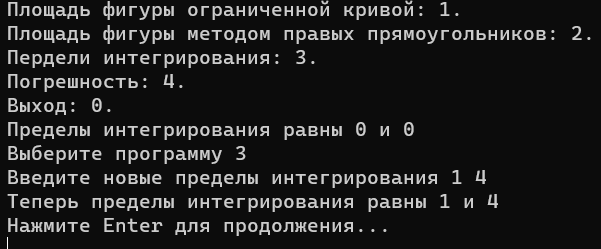 Площадь фигуры ограниченной кривой: 1.
Площадь фигуры методом правых прямоугольников: 2.
Пердели интегрирования: 3.
Погрешность: 4.
Выход: 0.
Пределы интегрирования равны 0 и 0
Выберите программу 3
Введите новые пределы интегрирования 1 4
Теперь пределы интегрирования равны 1 и 4
Нажмите Enter для продолжения...